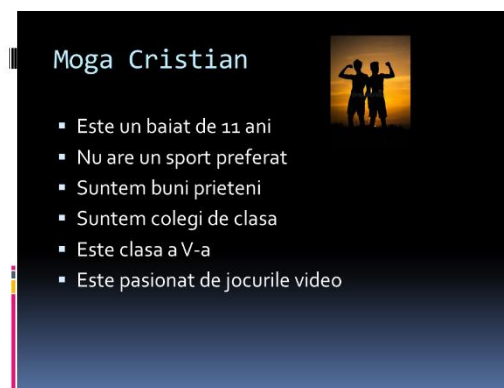 Moga Cristian
Este un baiat de 11 ani
Nu are un sport preferat
Suntem buni prieteni
Suntem colegi de clasa
Este clasa a V-a
Este pasionat de jocurile video